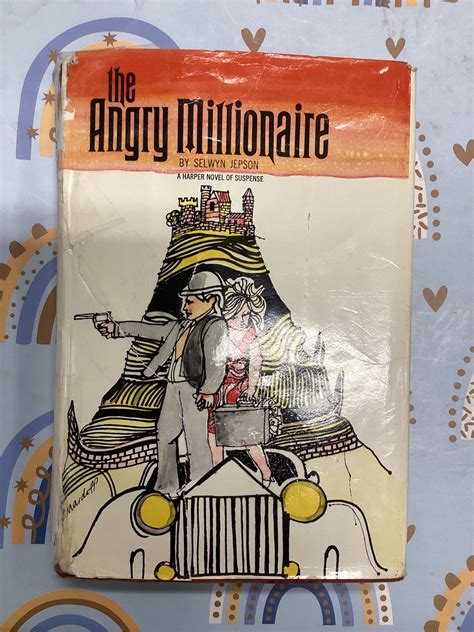 the
Angry Millionaire
BY SELWYN JEPSON
A HARPER NOVEL OF SUSPENSE